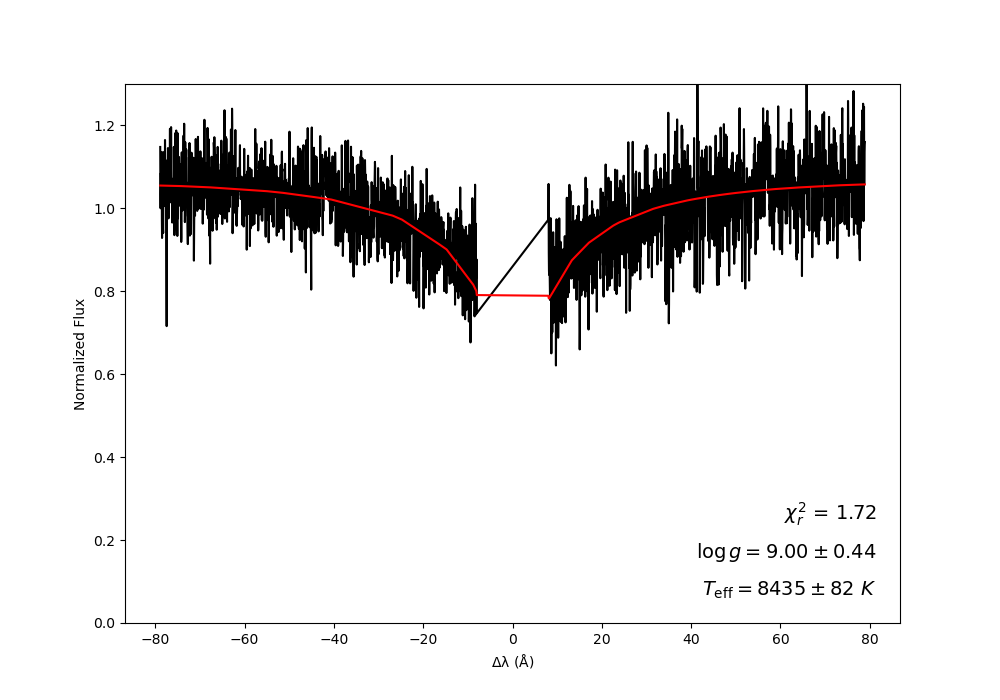 1.2
1.0
0.8
0.6
0.4
0.2
0.0
Normalized Flux
χ²ᵣ = 1.72
log g = 9.00 ± 0.44
T_eff = 8435 ± 82 K
−80 −60 −40 −20 0 20 40 60 80
Δλ (Å)